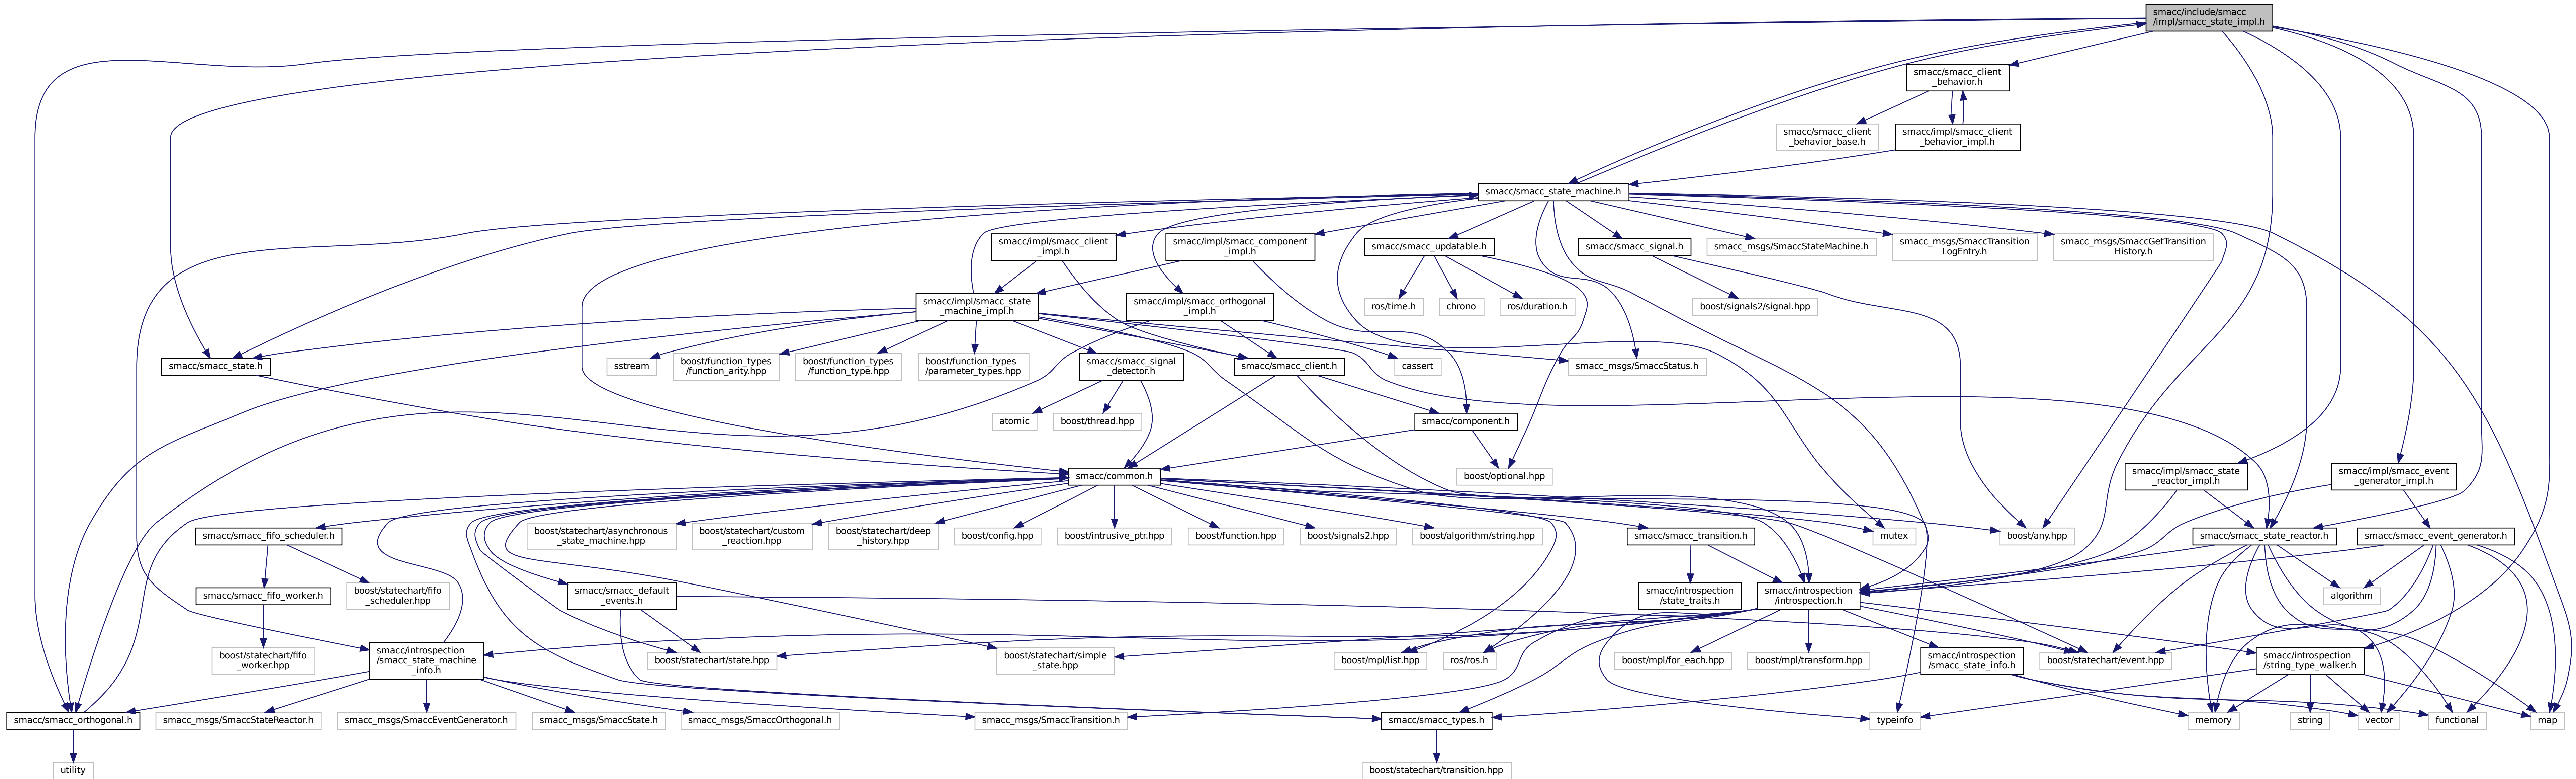 smacc/include/smacc
/impl/smacc_state_impl.h
smacc/smacc_client
_behavior.h
smacc/smacc_client
_behavior_base.h
smacc/impl/smacc_client
_behavior_impl.h
smacc/smacc_state_machine.h
smacc/impl/smacc_client
_impl.h
smacc/impl/smacc_component
_impl.h
smacc/smacc_updatable.h
smacc/smacc_signal.h
smacc_msgs/SmaccStateMachine.h
smacc_msgs/SmaccTransition
LogEntry.h
smacc_msgs/SmaccGetTransition
History.h
smacc/impl/smacc_state
_machine_impl.h
smacc/impl/smacc_orthogonal
_impl.h
ros/time.h
chrono
ros/duration.h
boost/signals2/signal.hpp
smacc/smacc_state.h
sstream
boost/function_types
/function_arity.hpp
boost/function_types
/function_type.hpp
boost/function_types
/parameter_types.hpp
smacc/smacc_signal
_detector.h
smacc/smacc_client.h
cassert
smacc_msgs/SmaccStatus.h
atomic
boost/thread.hpp
smacc/component.h
smacc/common.h
boost/optional.hpp
smacc/impl/smacc_state
_reactor_impl.h
smacc/impl/smacc_event
_generator_impl.h
smacc/smacc_fifo_scheduler.h
boost/statechart/asynchronous
_state_machine.hpp
boost/statechart/custom
_reaction.hpp
boost/statechart/deep
_history.hpp
boost/config.hpp
boost/intrusive_ptr.hpp
boost/function.hpp
boost/signals2.hpp
boost/algorithm/string.hpp
smacc/smacc_transition.h
mutex
boost/any.hpp
smacc/smacc_state_reactor.h
smacc/smacc_event_generator.h
smacc/smacc_fifo_worker.h
boost/statechart/fifo
_scheduler.hpp
smacc/smacc_default
_events.h
smacc/introspection
/state_traits.h
smacc/introspection
/introspection.h
algorithm
boost/statechart/fifo
_worker.hpp
smacc/introspection
/smacc_state_machine
_info.h
boost/statechart/state.hpp
boost/statechart/simple
_state.hpp
boost/mpl/list.hpp
ros/ros.h
boost/mpl/for_each.hpp
boost/mpl/transform.hpp
smacc/introspection
/smacc_state_info.h
boost/statechart/event.hpp
smacc/introspection
/string_type_walker.h
smacc/smacc_orthogonal.h
smacc_msgs/SmaccStateReactor.h
smacc_msgs/SmaccEventGenerator.h
smacc_msgs/SmaccState.h
smacc_msgs/SmaccOrthogonal.h
smacc_msgs/SmaccTransition.h
smacc/smacc_types.h
typeinfo
memory
string
vector
functional
map
utility
boost/statechart/transition.hpp